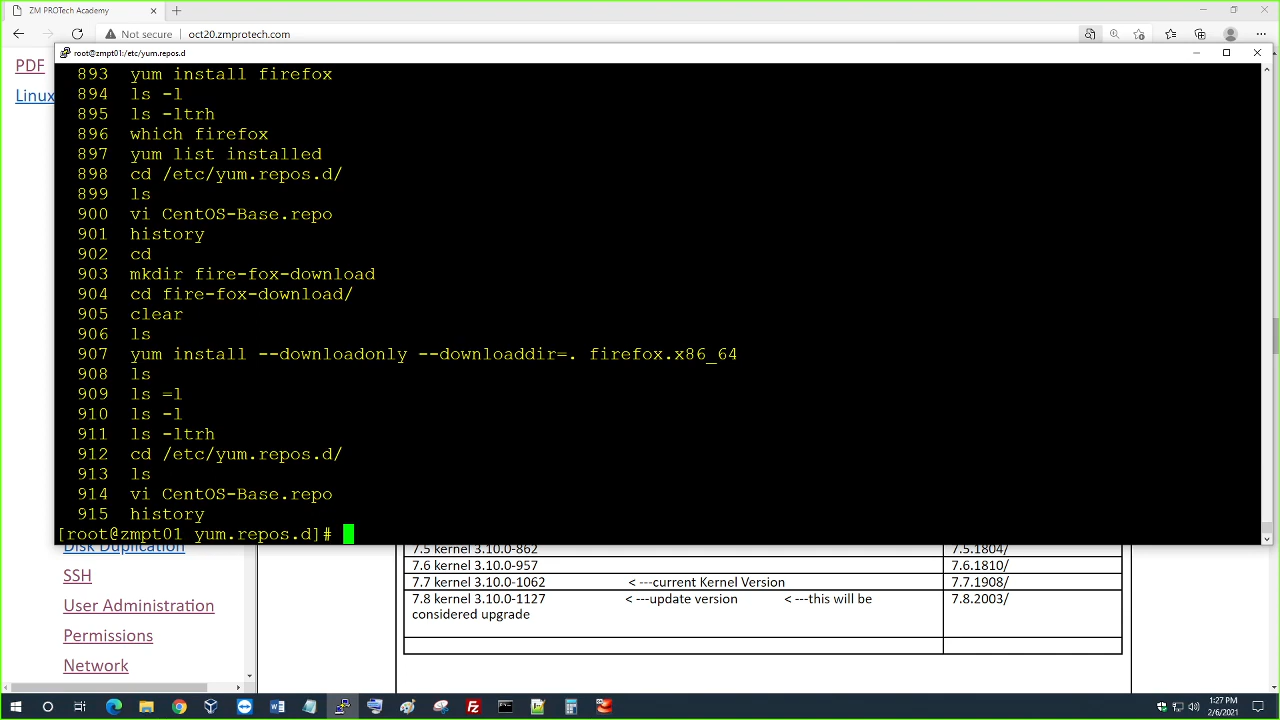 ZM PROTech Academy
Not secure
oct20.zmprotech.com
root@zmpt01:/etc/yum.repos.d
PDF
Linux
893 yum install firefox
894 ls -l
895 ls -ltrh
896 which firefox
897 yum list installed
898 cd /etc/yum.repos.d/
899 ls
900 vi CentOS-Base.repo
901 history
902 cd
903 mkdir fire-fox-download
904 cd fire-fox-download/
905 clear
906 ls
907 yum install --downloadonly --downloaddir=. firefox.x86_64
908 ls
909 ls =l
910 ls -l
911 ls -ltrh
912 cd /etc/yum.repos.d/
913 ls
914 vi CentOS-Base.repo
915 history
[root@zmpt01 yum.repos.d]#
Disk Duplication
SSH
User Administration
Permissions
Network
7.5 kernel 3.10.0-862 7.5.1804/
7.6 kernel 3.10.0-957 7.6.1810/
7.7 kernel 3.10.0-1062 < ---current Kernel Version 7.7.1908/
7.8 kernel 3.10.0-1127 < ---update version < ---this will be 7.8.2003/
considered upgrade
1:27 PM
2/6/2021